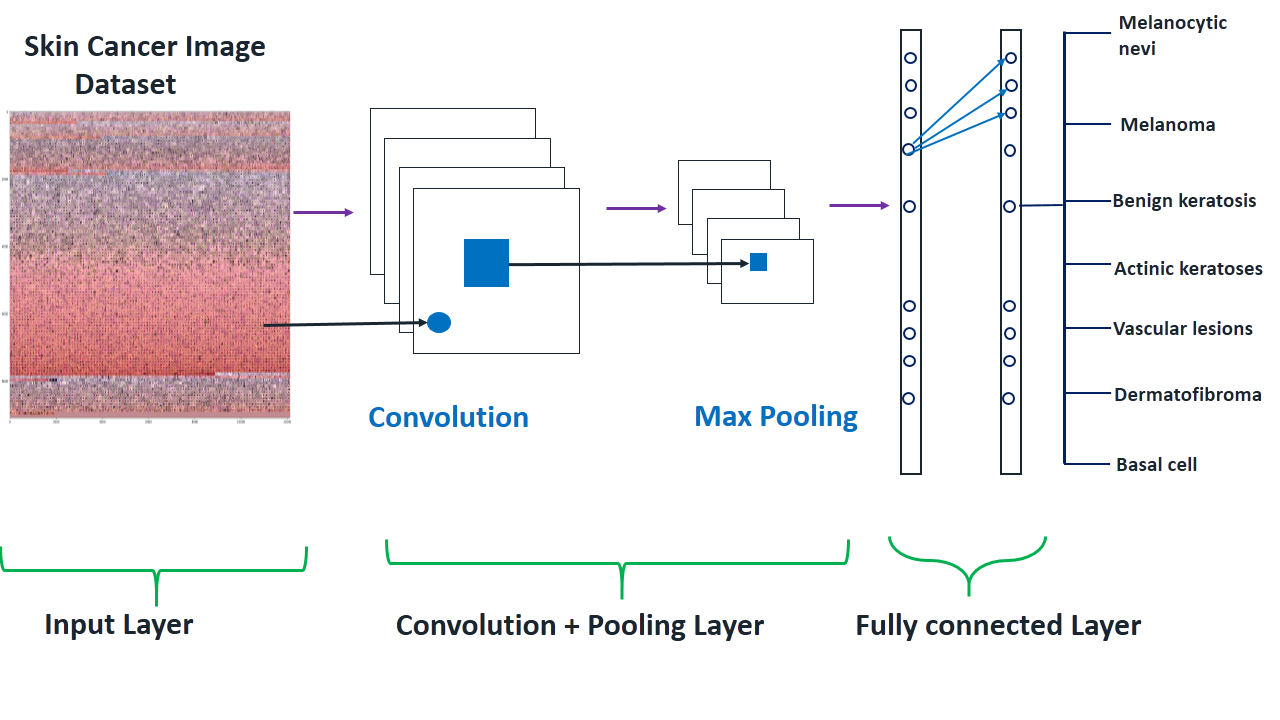 Skin Cancer Image
Dataset
Convolution
Max Pooling
Melanocytic
nevi
Melanoma
Benign keratosis
Actinic keratoses
Vascular lesions
Dermatofibroma
Basal cell
Input Layer
Convolution + Pooling Layer
Fully connected Layer